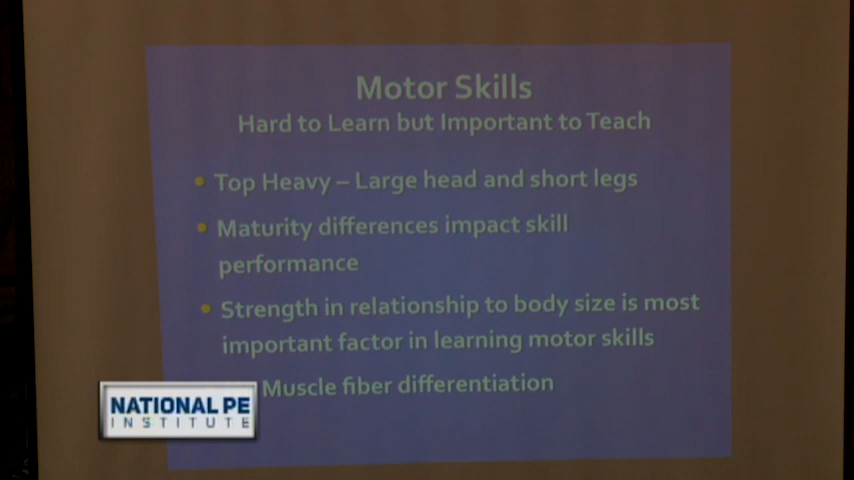 Motor Skills
Hard to Learn but Important to Teach
• Top Heavy – Large head and short legs
• Maturity differences impact skill
performance
• Strength in relationship to body size is most
important factor in learning motor skills
Muscle fiber differentiation
NATIONAL PE
INSTITUTE